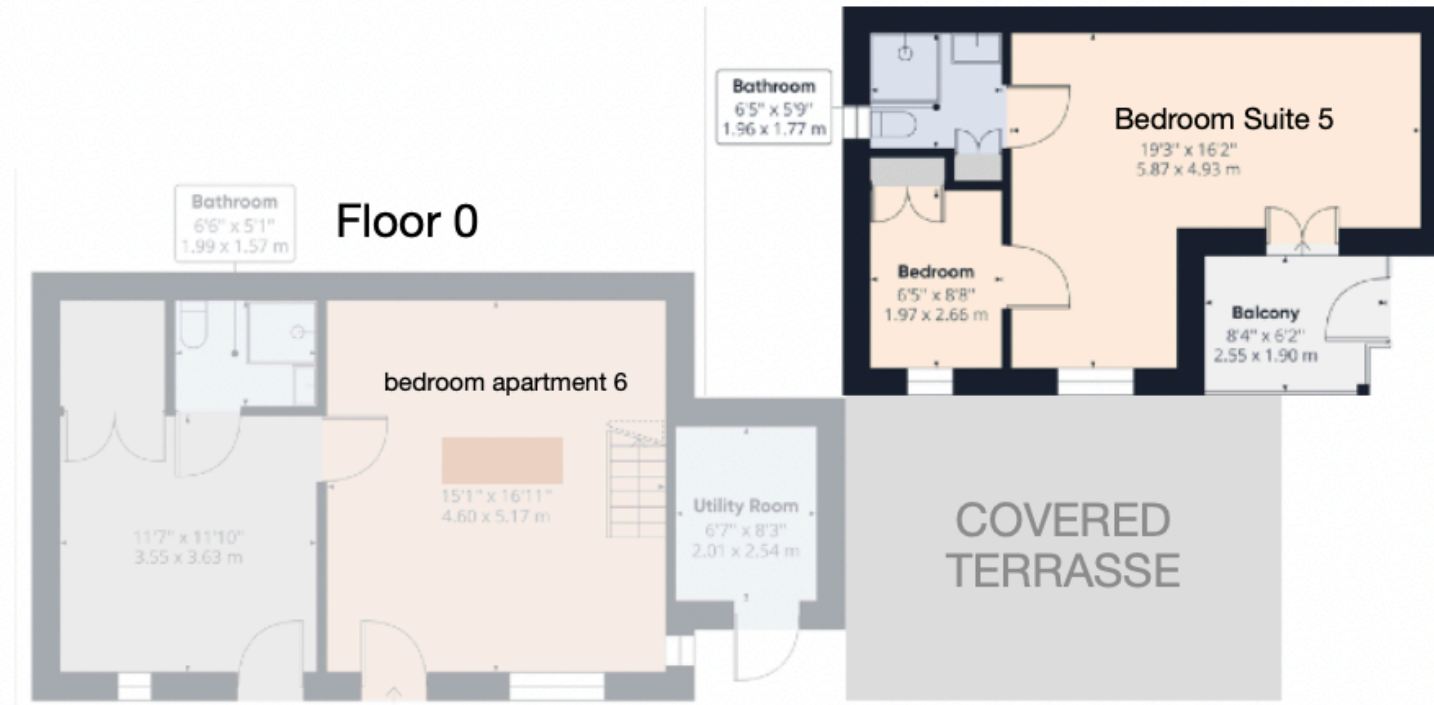 Bathroom
6'5" x 5'9"
1.96 x 1.77 m
Bedroom Suite 5
19'3" x 16'2"
5.87 x 4.93 m
Bathroom
6'6" x 5'1"
1.99 x 1.57 m
Floor 0
Bedroom
6'5" x 8'8"
1.97 x 2.66 m
Balcony
8'4" x 6'2"
2.55 x 1.90 m
bedroom apartment 6
15'1" x 16'11"
4.60 x 5.17 m
11'7" x 11'10"
3.55 x 3.63 m
Utility Room
6'7" x 8'3"
2.01 x 2.54 m
COVERED
TERRASSE